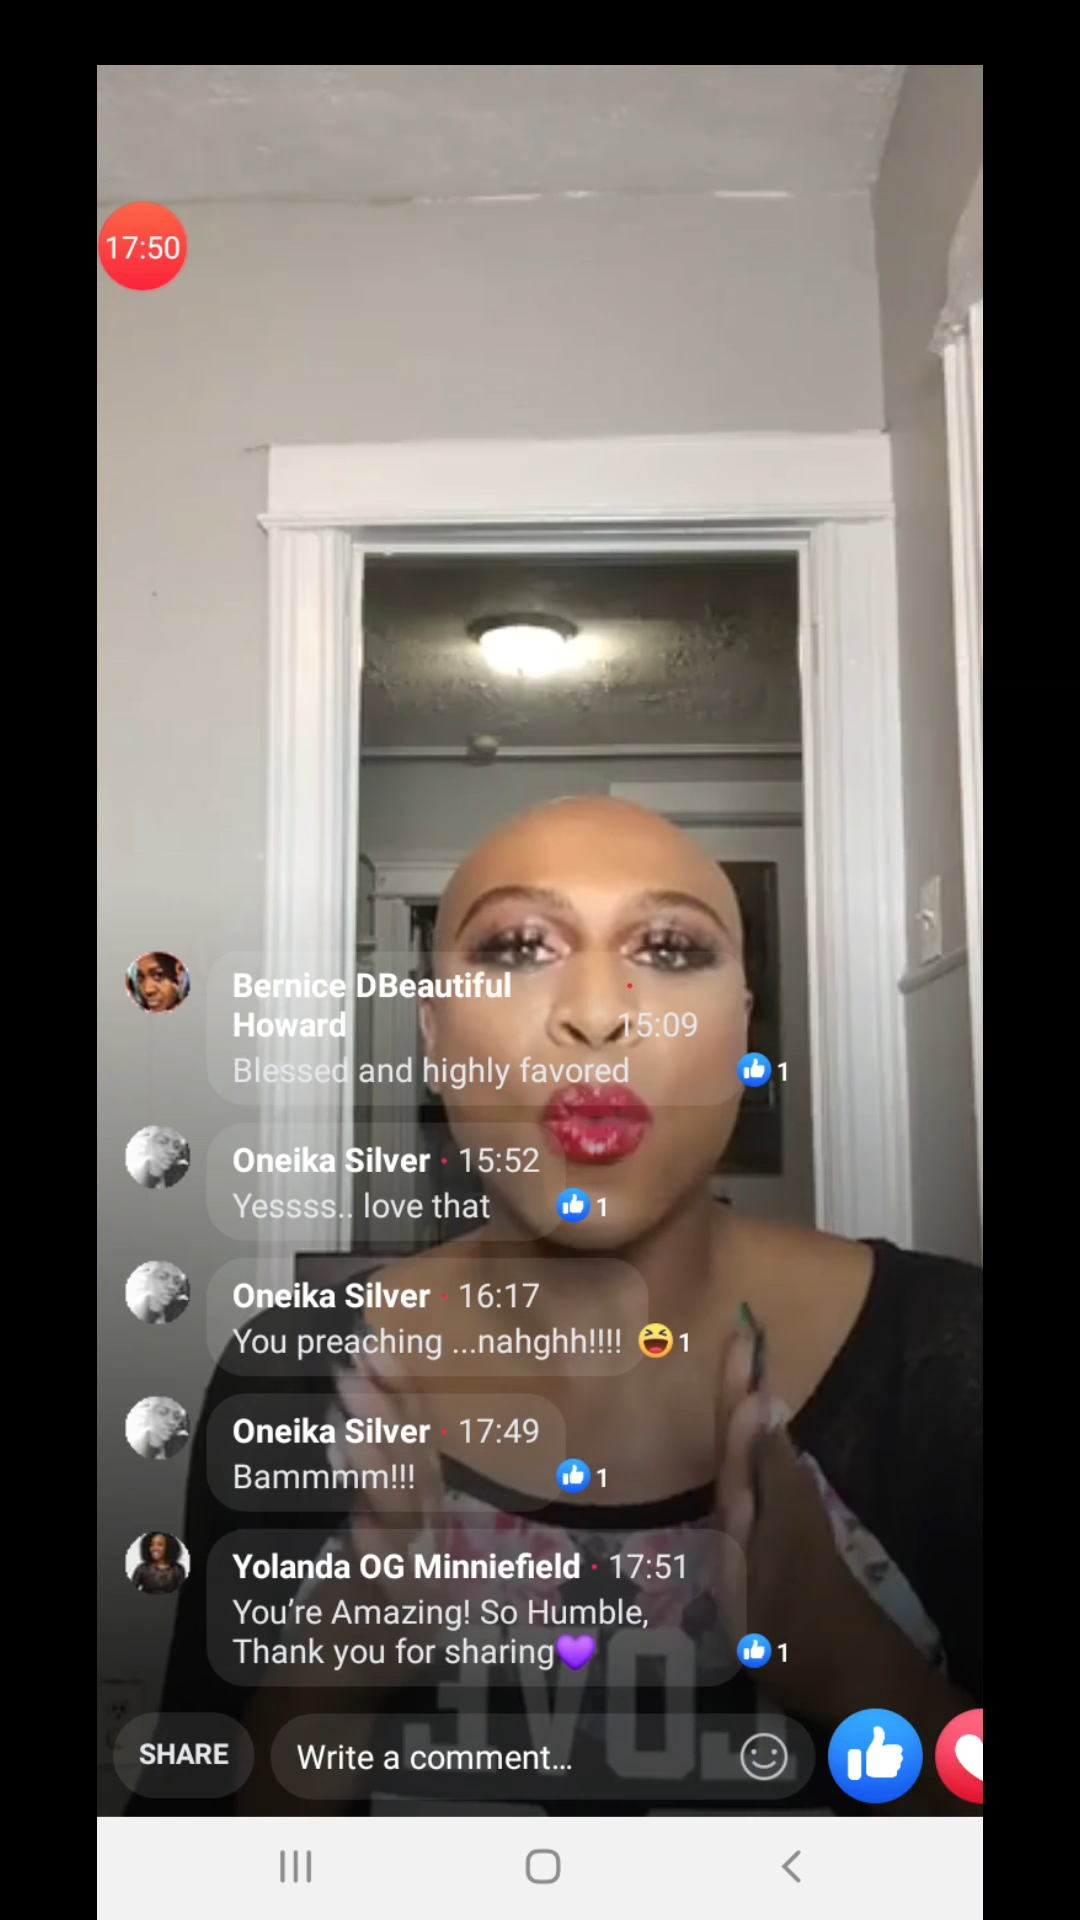 17:50
Bernice DBeautiful
Howard · 15:09
Blessed and highly favored
1
Oneika Silver · 15:52
Yessss.. love that
1
Oneika Silver · 16:17
You preaching ...nahghh!!!! 😆 1
Oneika Silver · 17:49
Bammmm!!!
1
Yolanda OG Minniefield · 17:51
You’re Amazing! So Humble,
Thank you for sharing💜
1
LOVE
SHARE
Write a comment...